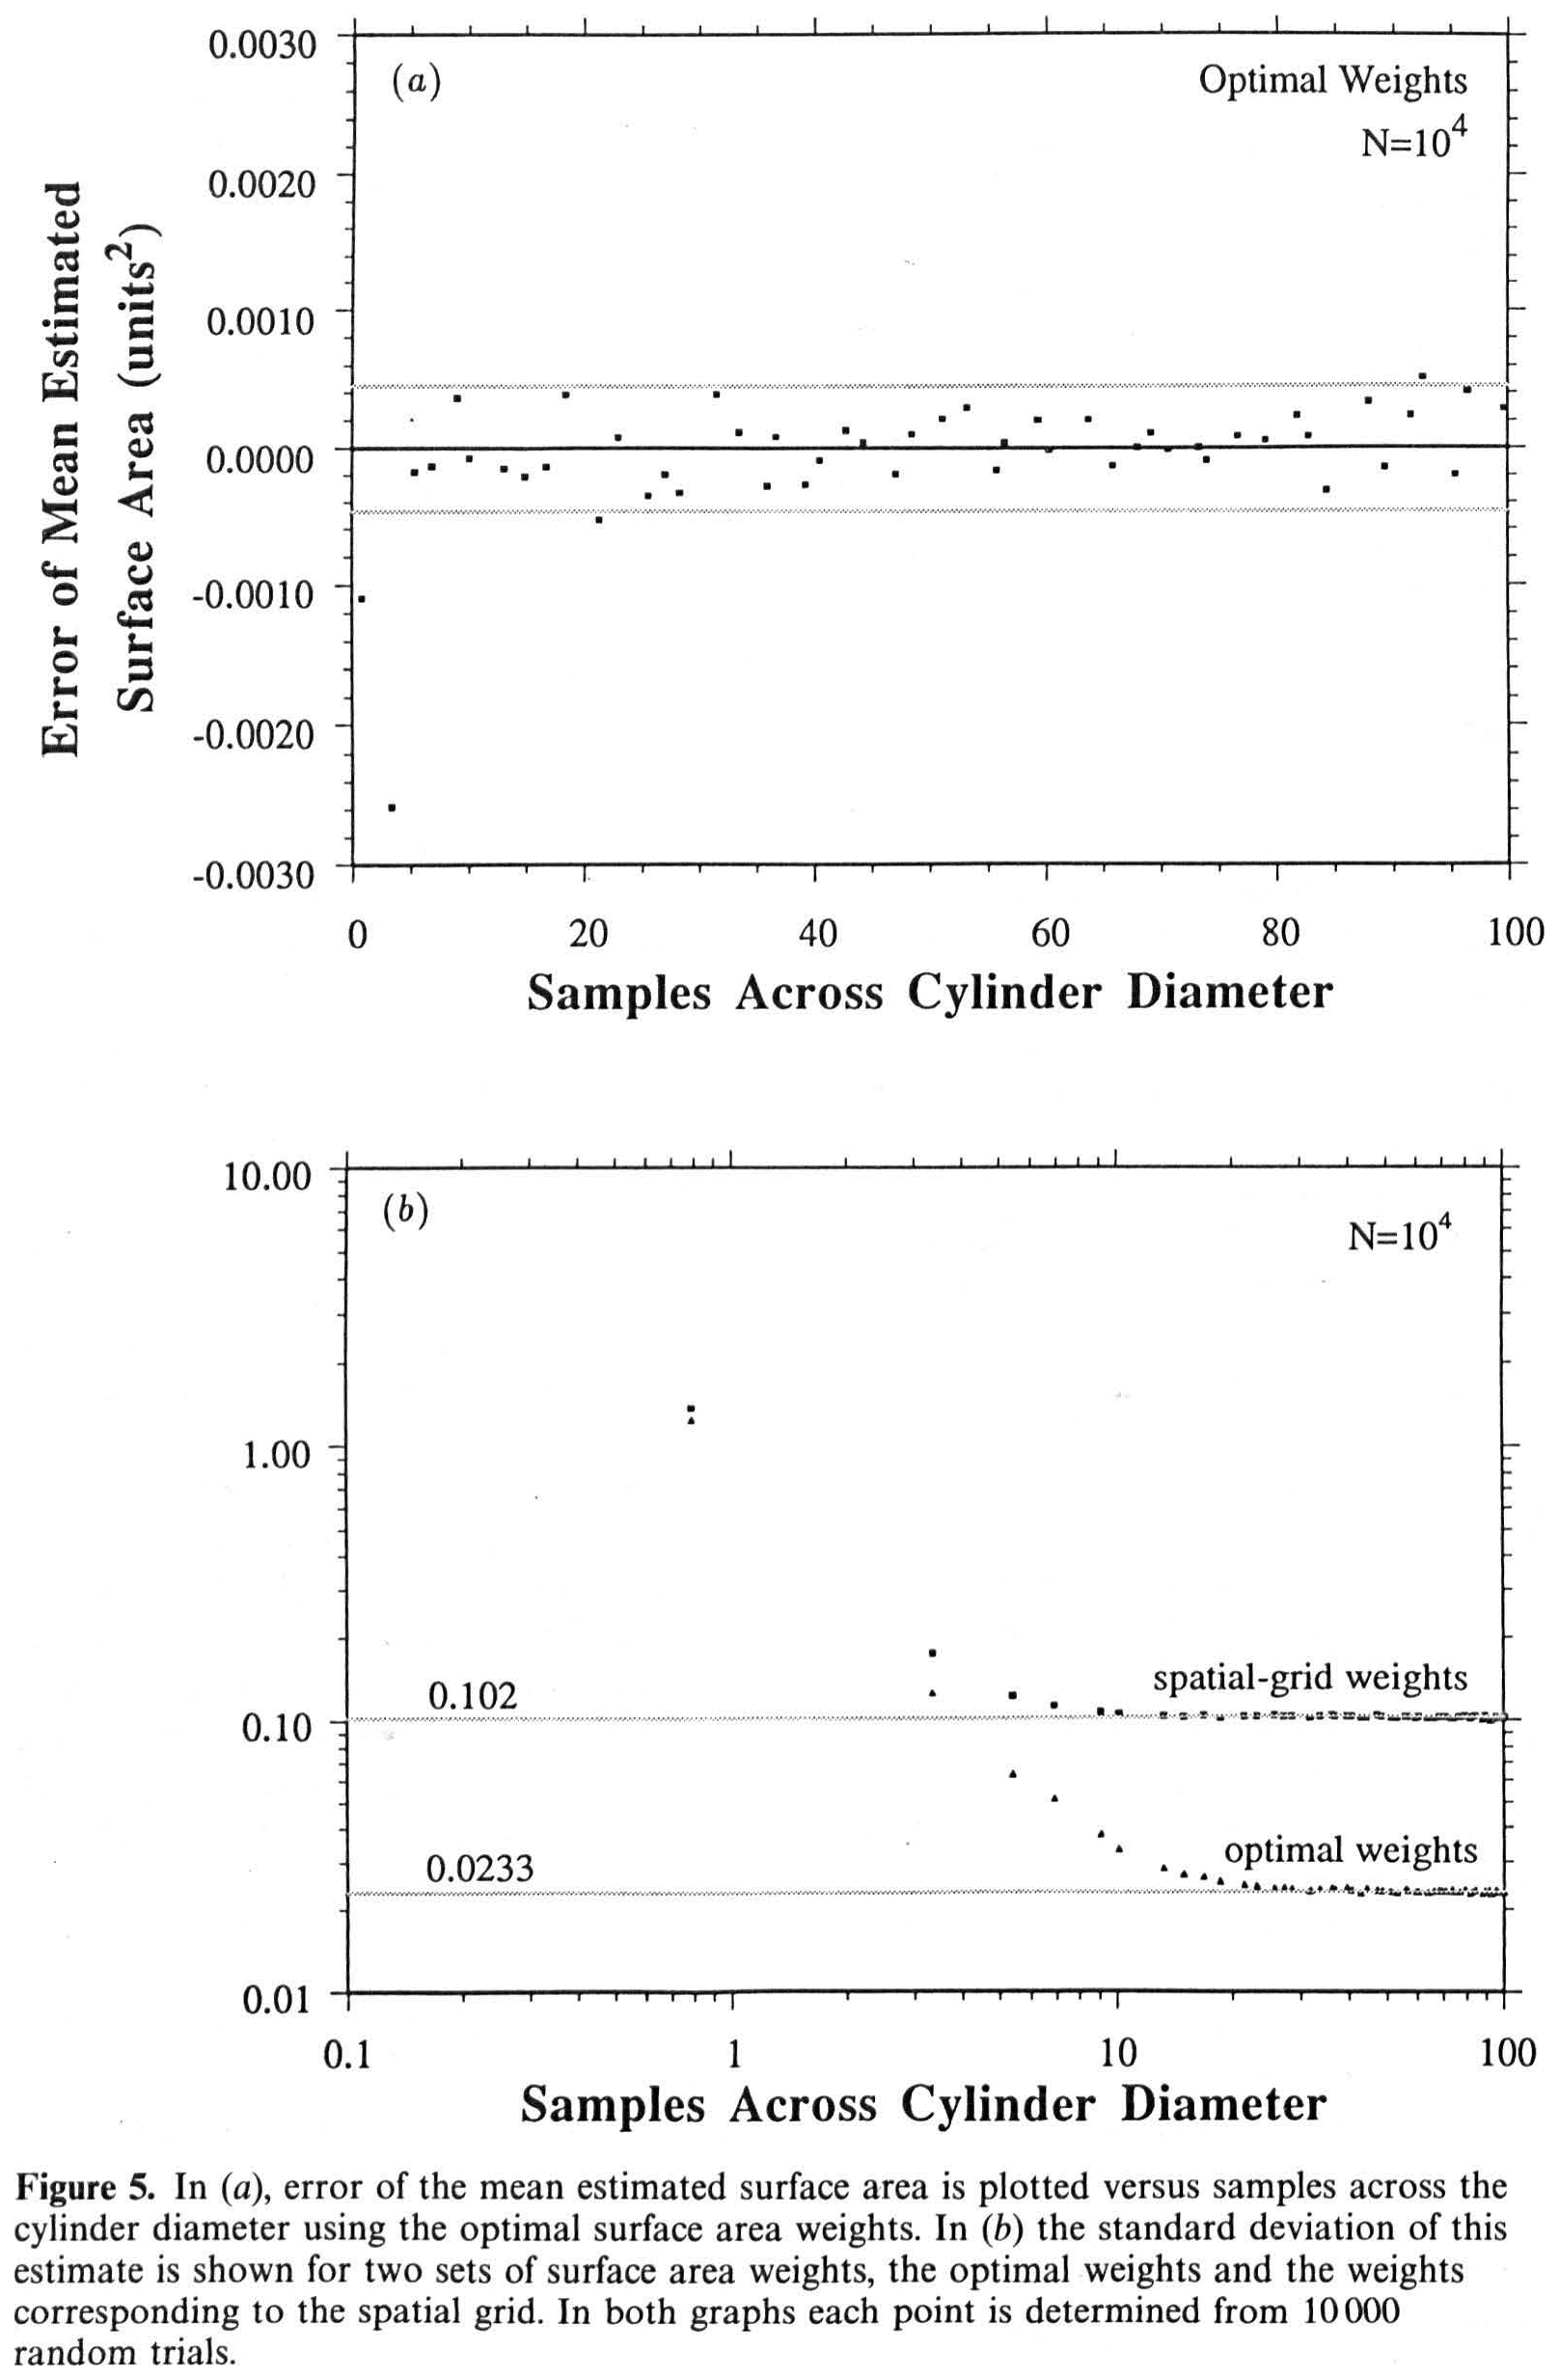 0.0030
(a)
Optimal Weights
N=10⁴
0.0020
0.0010
0.0000
-0.0010
-0.0020
-0.0030
Error of Mean Estimated
Surface Area (units²)
0 20 40 60 80 100
Samples Across Cylinder Diameter
10.00
(b)
N=10⁴
1.00
spatial-grid weights
0.102
0.10
optimal weights
0.0233
0.01
0.1 1 10 100
Samples Across Cylinder Diameter
Figure 5. In (a), error of the mean estimated surface area is plotted versus samples across the
cylinder diameter using the optimal surface area weights. In (b) the standard deviation of this
estimate is shown for two sets of surface area weights, the optimal weights and the weights
corresponding to the spatial grid. In both graphs each point is determined from 10 000
random trials.